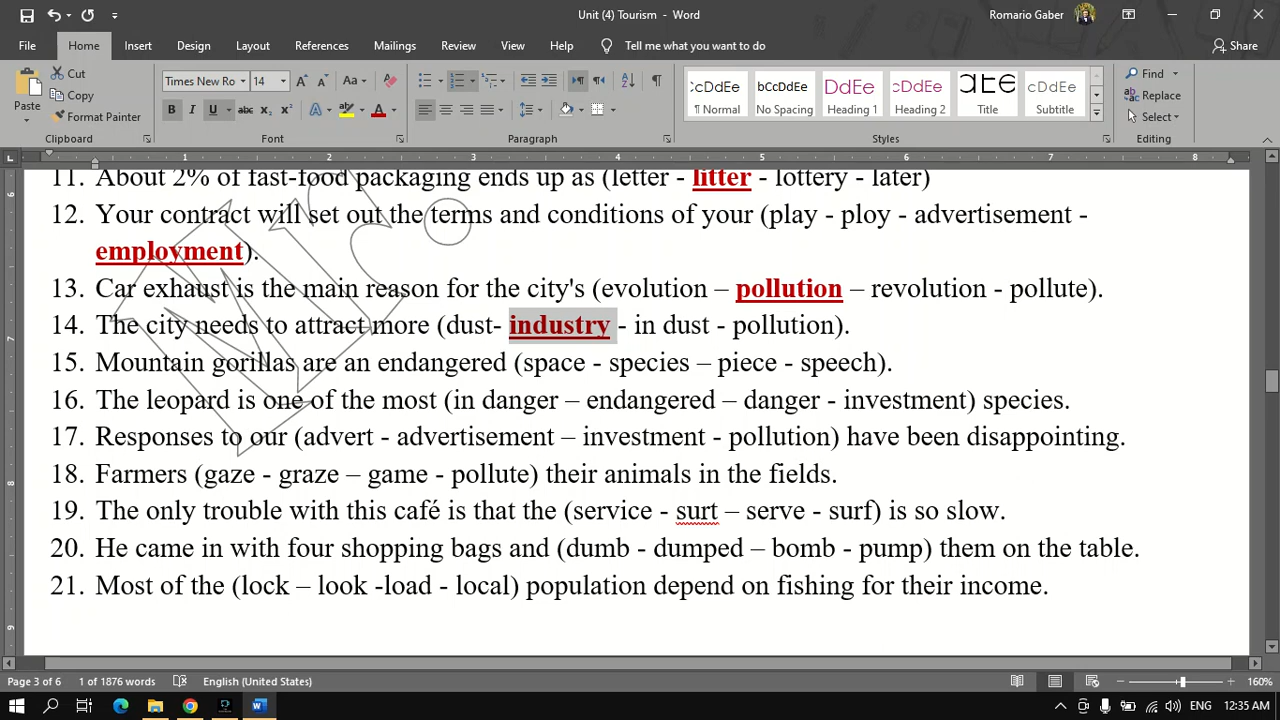 Unit (4) Tourism - Word
Romario Gaber
File Home Insert Design Layout References Mailings Review View Help Tell me what you want to do Share
Paste
Cut
Copy
Format Painter
Clipboard
Times New Ro 14
Font
Paragraph
¶ Normal
No Spacing
Heading 1
Heading 2
Title
Subtitle
Styles
Find
Replace
Select
Editing
11. About 2% of fast-food packaging ends up as (letter - litter - lottery - later)
12. Your contract will set out the terms and conditions of your (play - ploy - advertisement -
employment).
13. Car exhaust is the main reason for the city's (evolution – pollution – revolution - pollute).
14. The city needs to attract more (dust- industry - in dust - pollution).
15. Mountain gorillas are an endangered (space - species – piece - speech).
16. The leopard is one of the most (in danger – endangered – danger - investment) species.
17. Responses to our (advert - advertisement – investment - pollution) have been disappointing.
18. Farmers (gaze - graze – game - pollute) their animals in the fields.
19. The only trouble with this café is that the (service - surt – serve - surf) is so slow.
20. He came in with four shopping bags and (dumb - dumped – bomb - pump) them on the table.
21. Most of the (lock – look -load - local) population depend on fishing for their income.
Mr.
Page 3 of 6 1 of 1876 words English (United States) 160%
ENG 12:35 AM